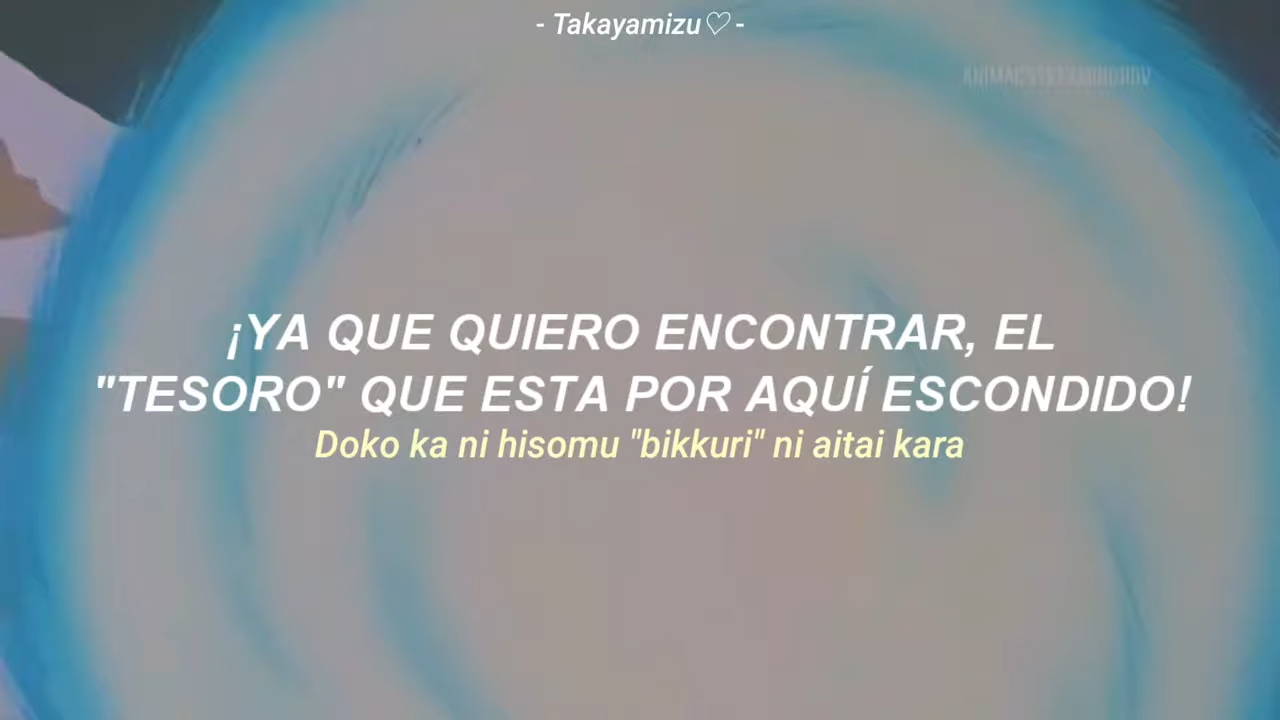 - Takayamizu♡ -
¡YA QUE QUIERO ENCONTRAR, EL
"TESORO" QUE ESTA POR AQUÍ ESCONDIDO!
Doko ka ni hisomu "bikkuri" ni aitai kara